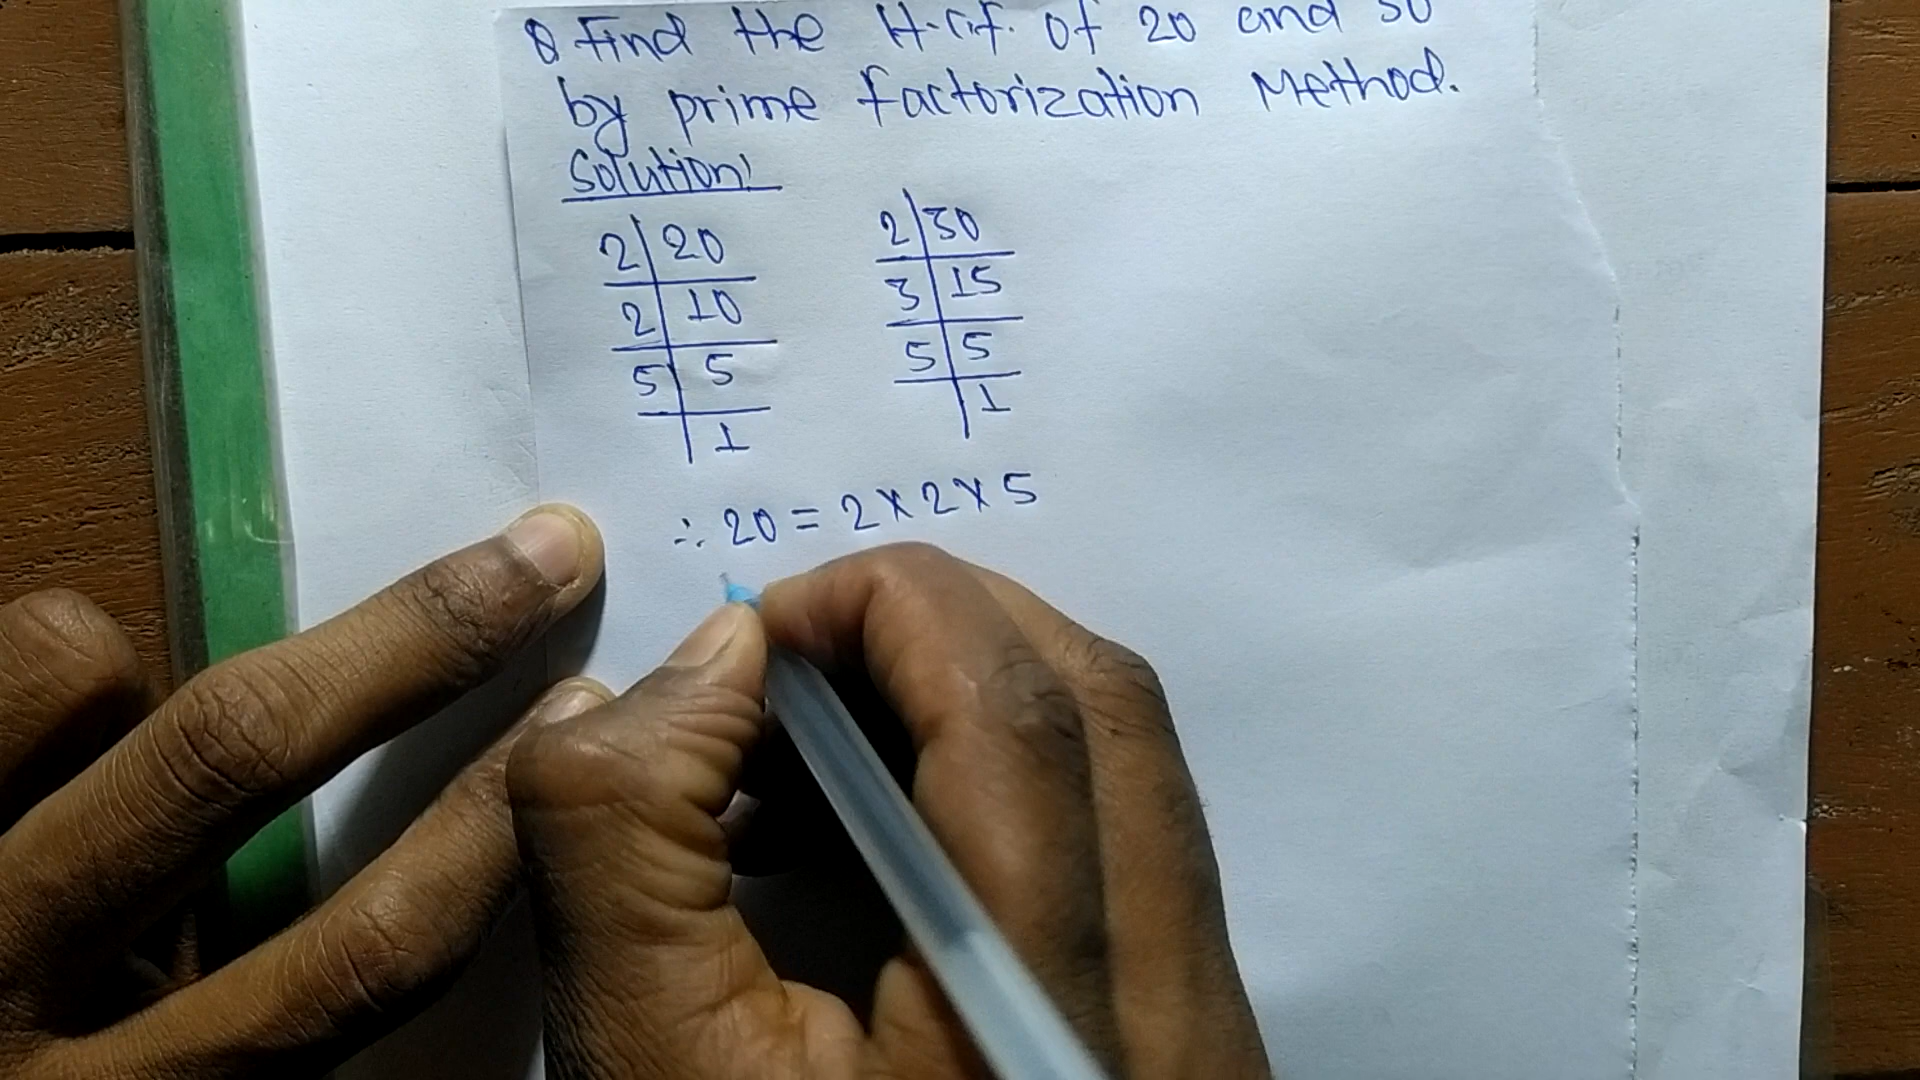 Q Find the H.C.F. of 20 and 30
by prime factorization Method.
Solution:
2|20
2|10
5|5
1
2|30
3|15
5|5
1
∴ 20 = 2×2×5